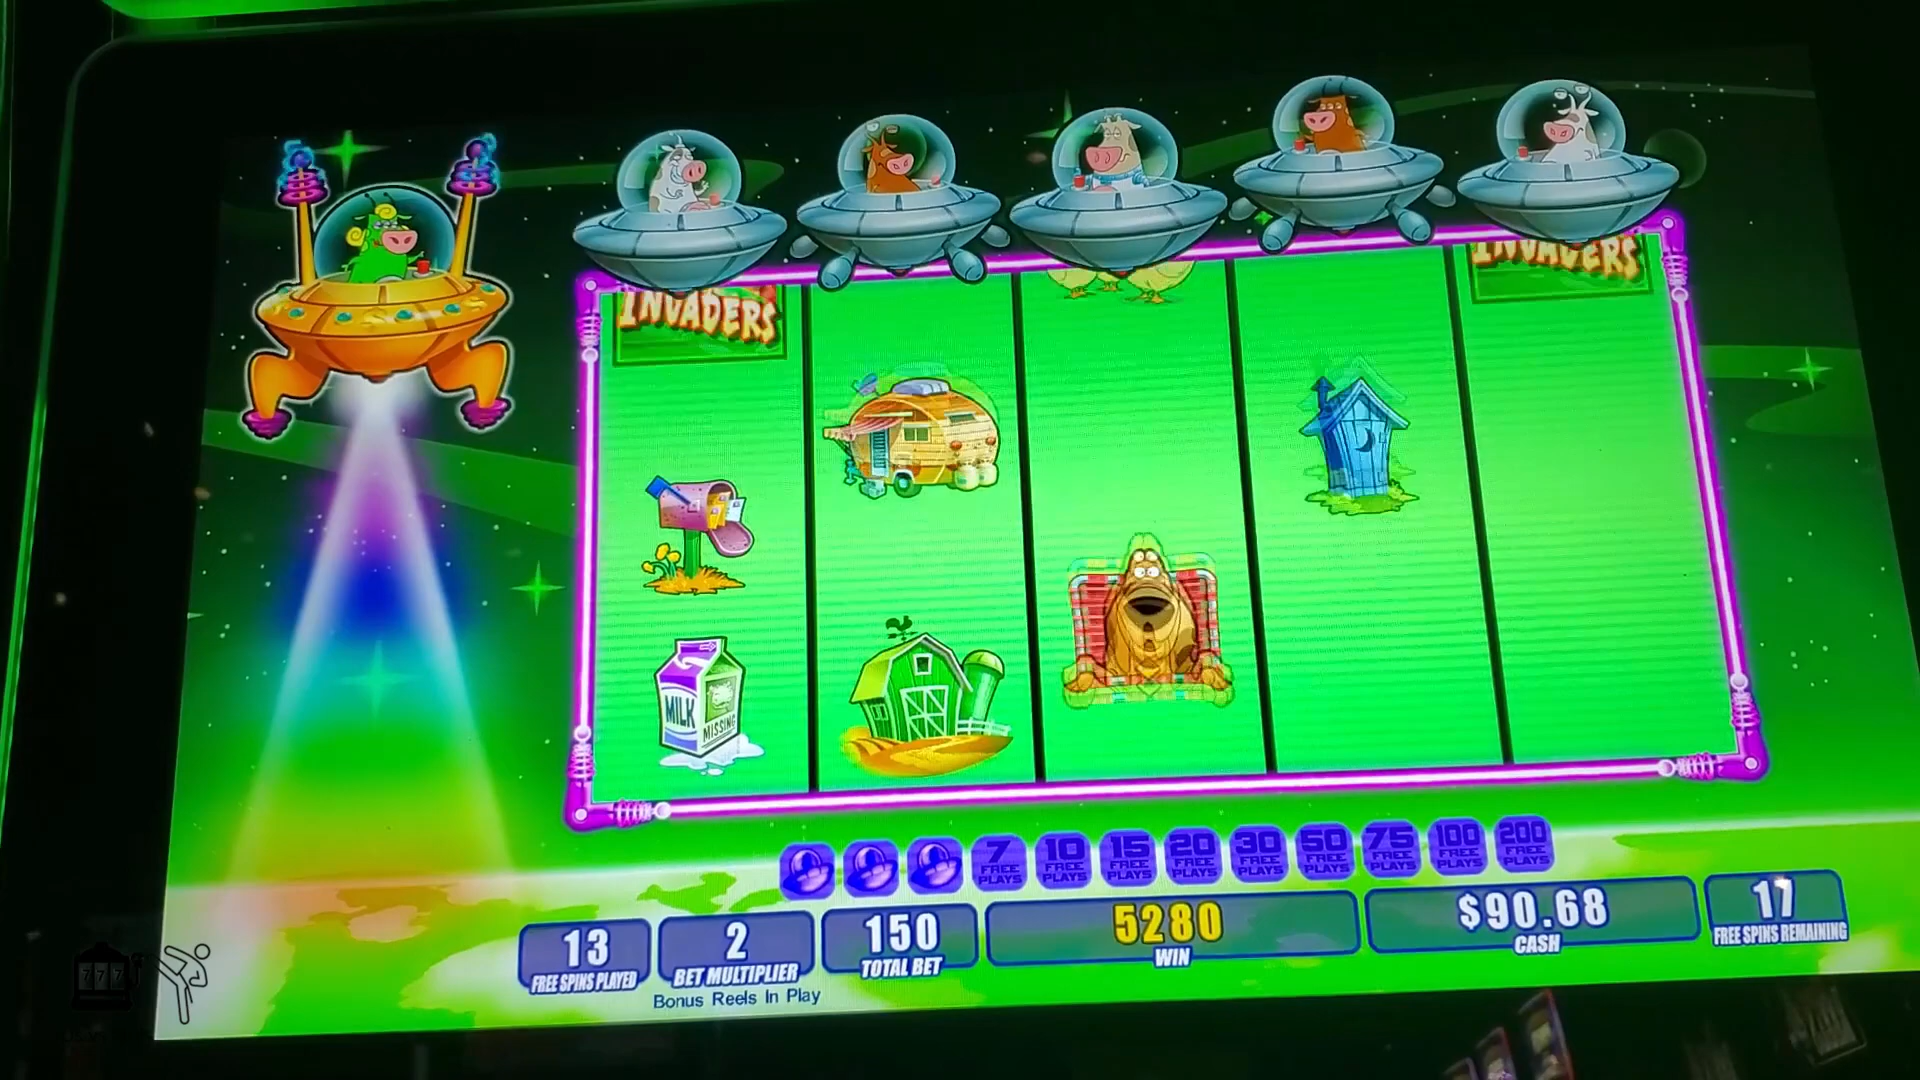 INVADERS
INVADERS
MILK
MISSING
7 FREE PLAYS
10 FREE PLAYS
15 FREE PLAYS
20 FREE PLAYS
30 FREE PLAYS
50 FREE PLAYS
75 FREE PLAYS
100 FREE PLAYS
200 FREE PLAYS
13
FREE SPINS PLAYED
2
BET MULTIPLIER
150
TOTAL BET
5280
WIN
$90.68
CASH
17
FREE SPINS REMAINING
Bonus Reels In Play
777